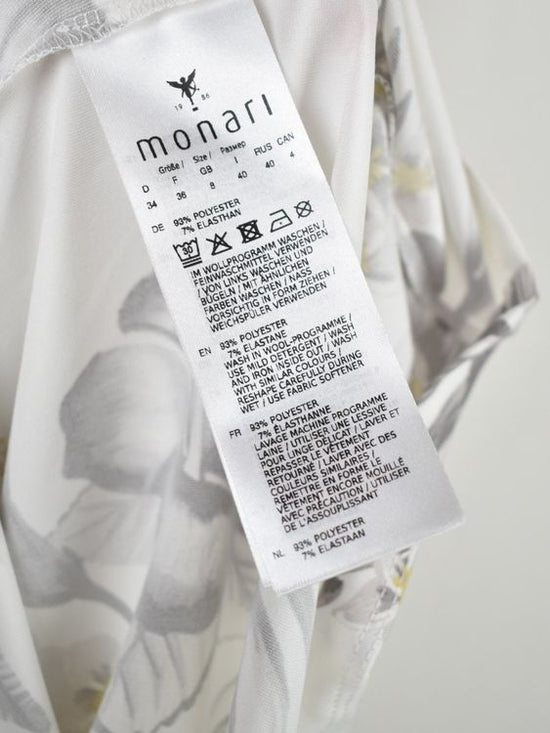 1986
monari
Größe / Size / Размер
D F GB I RUS CAN
34 36 8 40 40 4
DE 93% POLYESTER
7% ELASTHAN
30
IM WOLLPROGRAMM WASCHEN /
FEINWASCHMITTEL VERWENDEN
/ VON LINKS WASCHEN UND
BÜGELN / MIT ÄHNLICHEN
FARBEN WASCHEN / NASS
VORSICHTIG IN FORM ZIEHEN /
WEICHSPÜLER VERWENDEN
EN 93% POLYESTER
7% ELASTANE
WASH IN WOOL-PROGRAMME /
USE MILD DETERGENT / WASH
AND IRON INSIDE OUT / WASH
WITH SIMILAR COLOURS /
RESHAPE CAREFULLY DURING
WET / USE FABRIC SOFTENER
FR 93% POLYESTER
7% ÉLASTHANNE
LAVAGE MACHINE PROGRAMME
LAINE / UTILISER UNE LESSIVE
POUR / LINGE DÉLICAT / LAVER ET
REPASSER LE VÊTEMENT
RETOURNÉ / LAVER AVEC DES
COULEURS SIMILAIRES /
REMETTRE EN FORME LE
VÊTEMENT ENCORE MOUILLÉ
AVEC PRÉCAUTION / UTILISER
DE L'ASSOUPLISSANT
NL 93% POLYESTER
7% ELASTAAN